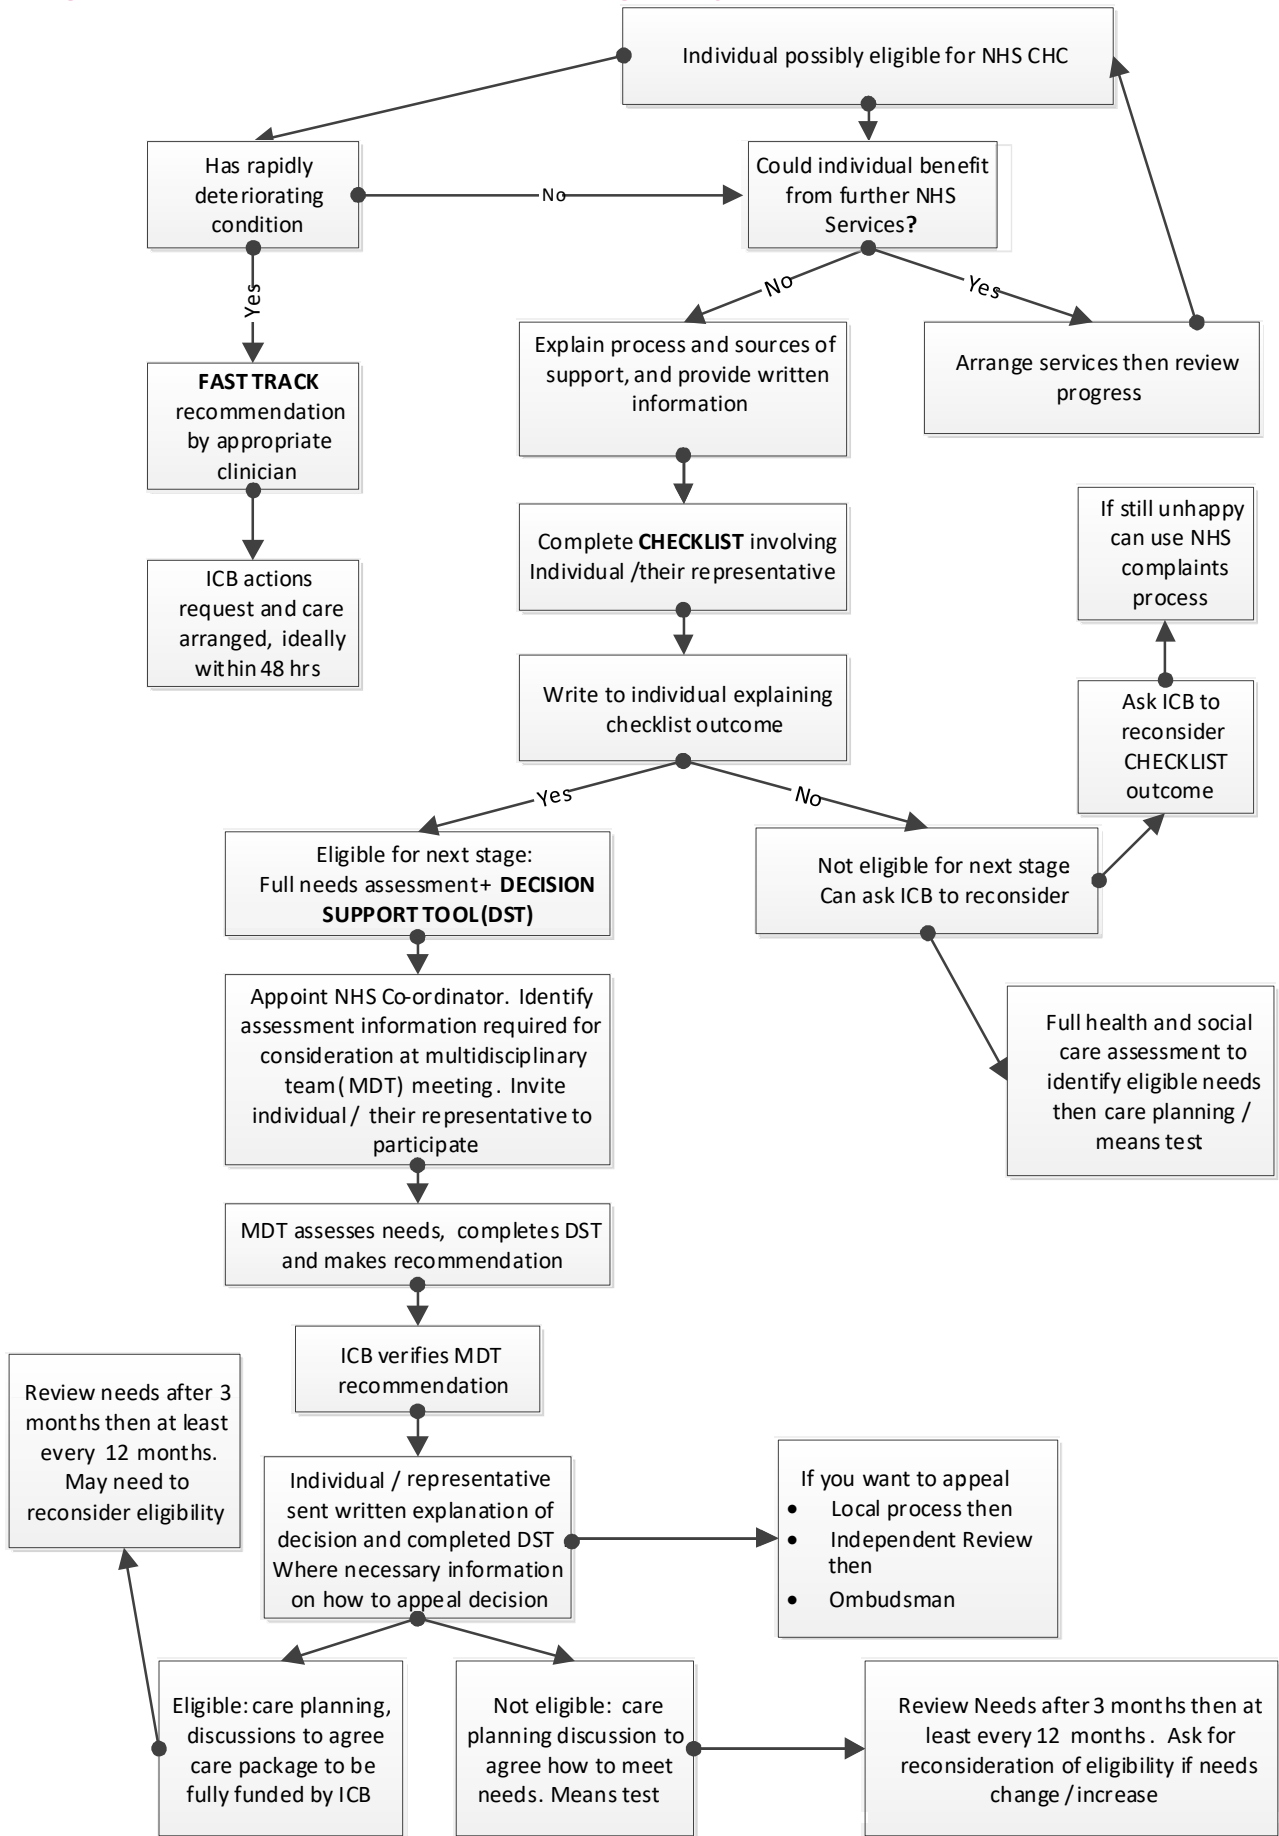 Individual possibly eligible for NHS CHC
Has rapidly
deteriorating
condition
No
Could individual benefit
from further NHS
Services?
Yes
No
Yes
FAST TRACK
recommendation
by appropriate
clinician
Explain process and sources of
support, and provide written
information
Arrange services then review
progress
ICB actions
request and care
arranged, ideally
within 48 hrs
Complete CHECKLIST involving
Individual /their representative
If still unhappy
can use NHS
complaints
process
Write to individual explaining
checklist outcome
Ask ICB to
reconsider
CHECKLIST
outcome
Yes
No
Eligible for next stage:
Full needs assessment+ DECISION
SUPPORT TOOL(DST)
Not eligible for next stage
Can ask ICB to reconsider
Appoint NHS Co-ordinator. Identify
assessment information required for
consideration at multidisciplinary
team( MDT) meeting. Invite
individual / their representative to
participate
Full health and social
care assessment to
identify eligible needs
then care planning /
means test
MDT assesses needs, completes DST
and makes recommendation
ICB verifies MDT
recommendation
Review needs after 3
months then at least
every 12 months.
May need to
reconsider eligibility
Individual / representative
sent written explanation of
decision and completed DST
Where necessary information
on how to appeal decision
If you want to appeal
• Local process then
• Independent Review
then
• Ombudsman
Eligible: care planning,
discussions to agree
care package to be
fully funded by ICB
Not eligible: care
planning discussion to
agree how to meet
needs. Means test
Review Needs after 3 months then at
least every 12 months. Ask for
reconsideration of eligibility if needs
change /increase